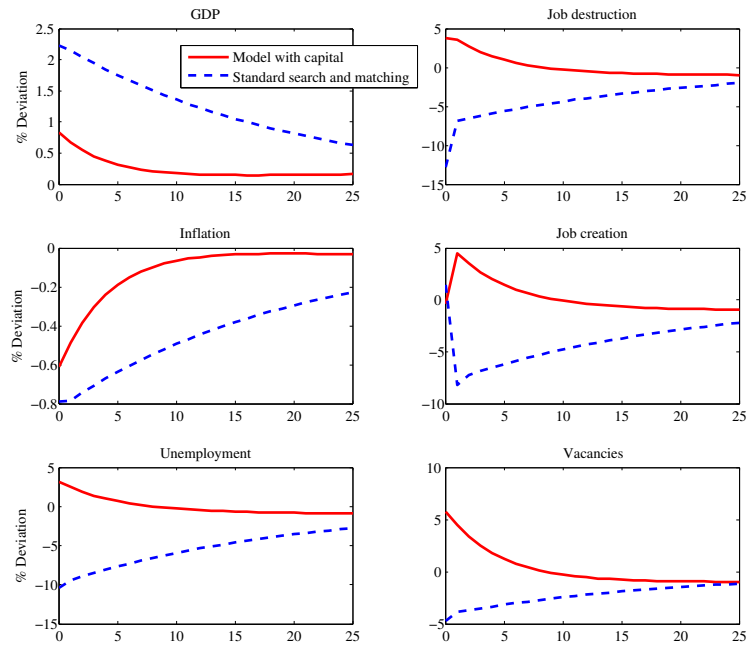 GDP
Job destruction
2.5
2
1.5
1
0.5
0
% Deviation
Model with capital
Standard search and matching
0 5 10 15 20 25
5
0
−5
−10
−15
0 5 10 15 20 25
Inflation
Job creation
0
−0.2
−0.4
−0.6
−0.8
% Deviation
0 5 10 15 20 25
5
0
−5
−10
0 5 10 15 20 25
Unemployment
Vacancies
5
0
−5
−10
−15
% Deviation
0 5 10 15 20 25
10
5
0
−5
0 5 10 15 20 25